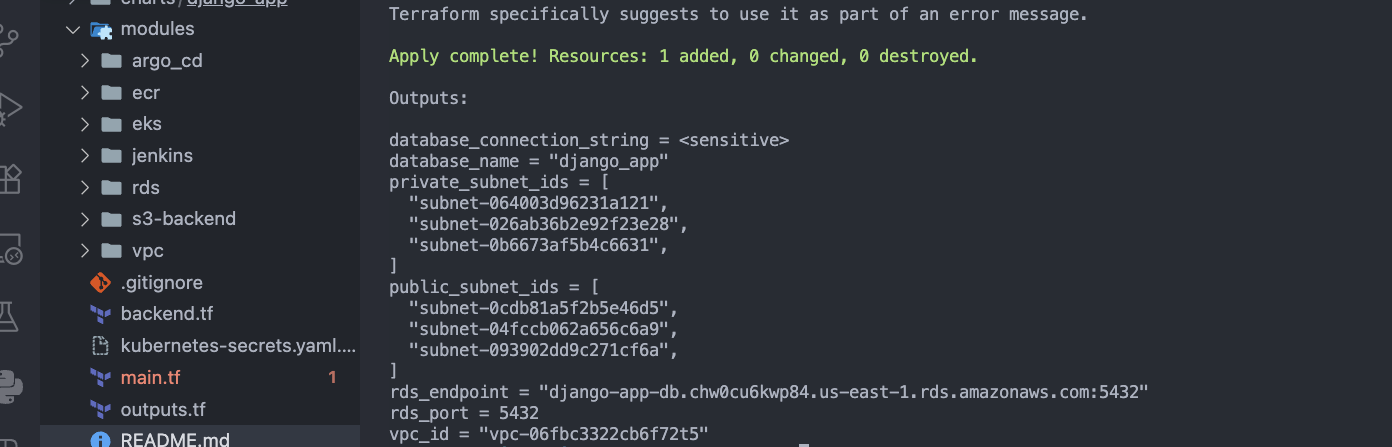 charts/django_app
modules
argo_cd
ecr
eks
jenkins
rds
s3-backend
vpc
.gitignore
backend.tf
kubernetes-secrets.yaml....
main.tf 1
outputs.tf
README.md
Terraform specifically suggests to use it as part of an error message.
Apply complete! Resources: 1 added, 0 changed, 0 destroyed.
Outputs:
database_connection_string = <sensitive>
database_name = "django_app"
private_subnet_ids = [
"subnet-064003d96231a121",
"subnet-026ab36b2e92f23e28",
"subnet-0b6673af5b4c6631",
]
public_subnet_ids = [
"subnet-0cdb81a5f2b5e46d5",
"subnet-04fccb062a656c6a9",
"subnet-093902dd9c271cf6a",
]
rds_endpoint = "django-app-db.chw0cu6kwp84.us-east-1.rds.amazonaws.com:5432"
rds_port = 5432
vpc_id = "vpc-06fbc3322cb6f72t5"